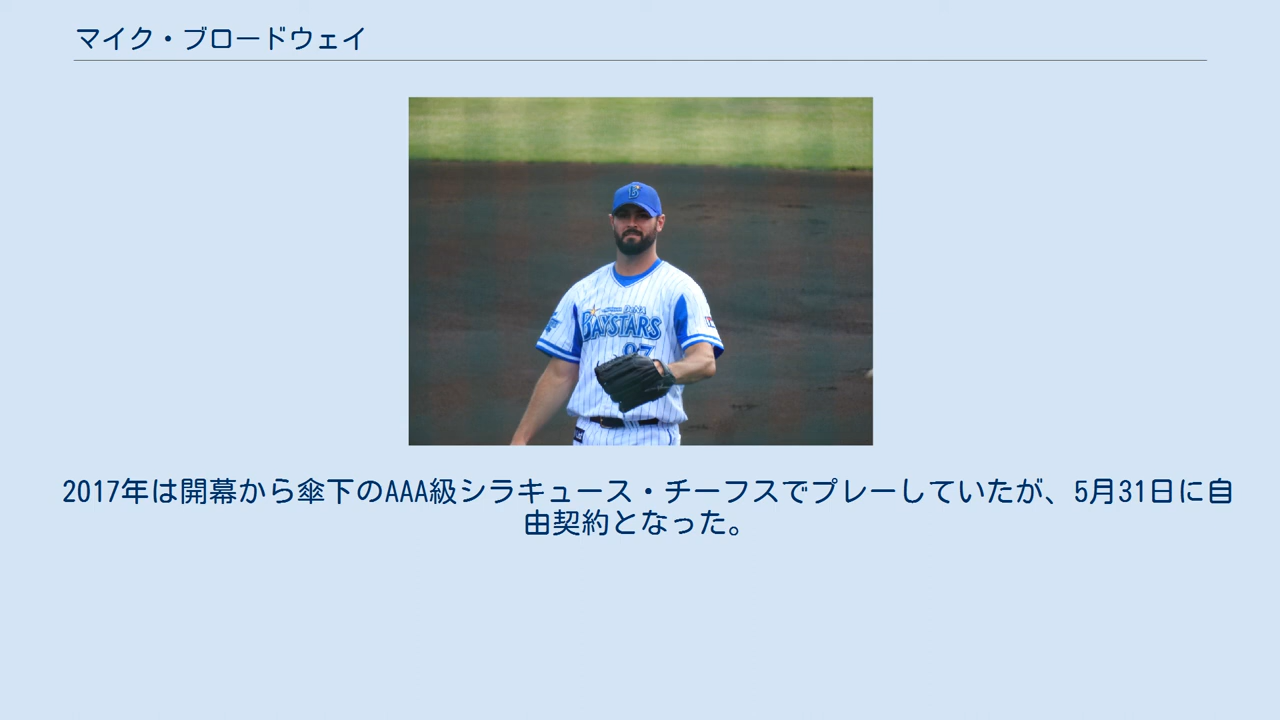 マイク・ブロードウェイ
BAYSTARS
97
2017年は開幕から傘下のAAA級シラキュース・チーフスでプレーしていたが、5月31日に自
由契約となった。